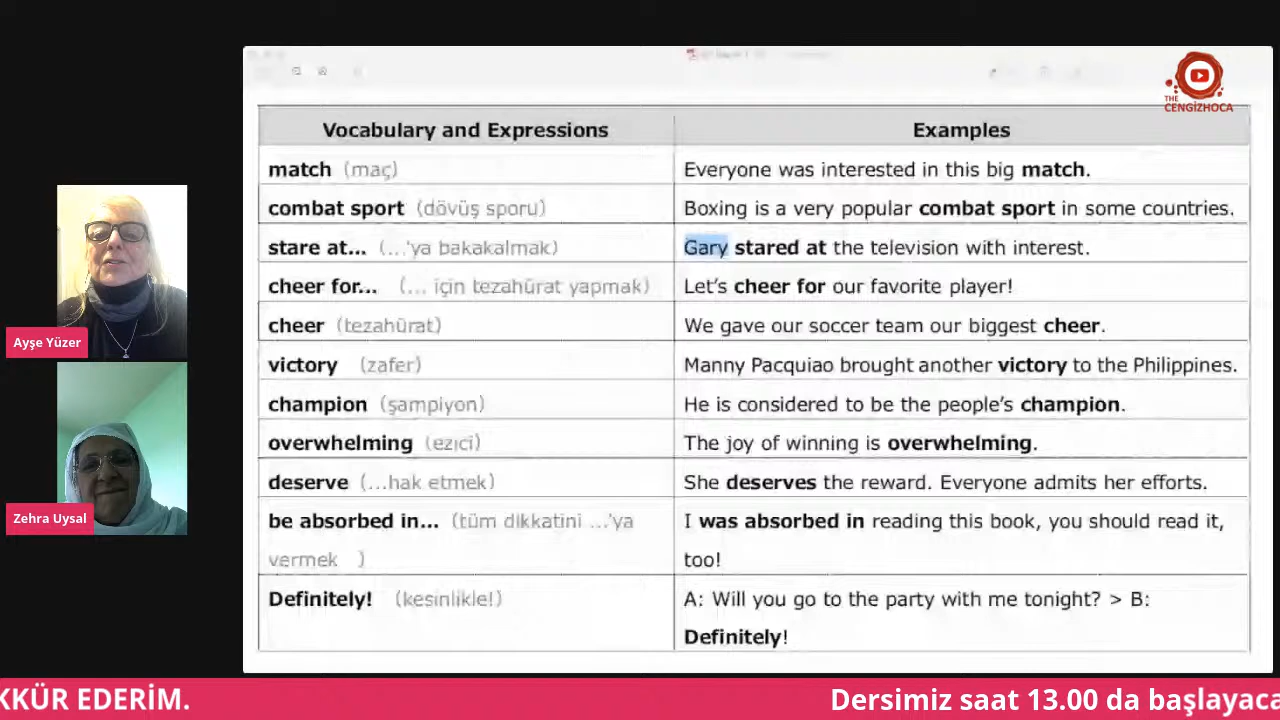 THE
CENGİZHOCA
Vocabulary and Expressions
Examples
match (maç)
Everyone was interested in this big match.
combat sport (dövüş sporu)
Boxing is a very popular combat sport in some countries.
stare at... (...'ya bakakalmak)
Gary stared at the television with interest.
cheer for... (... için tezahürat yapmak)
Let's cheer for our favorite player!
cheer (tezahürat)
We gave our soccer team our biggest cheer.
victory (zafer)
Manny Pacquiao brought another victory to the Philippines.
champion (şampiyon)
He is considered to be the people's champion.
overwhelming (ezici)
The joy of winning is overwhelming.
deserve (...hak etmek)
She deserves the reward. Everyone admits her efforts.
be absorbed in... (tüm dikkatini ...'ya
vermek )
I was absorbed in reading this book, you should read it,
too!
Definitely! (kesinlikle!)
A: Will you go to the party with me tonight? > B:
Definitely!
Ayşe Yüzer
Zehra Uysal
KKÜR EDERİM. Dersimiz saat 13.00 da başlayaca